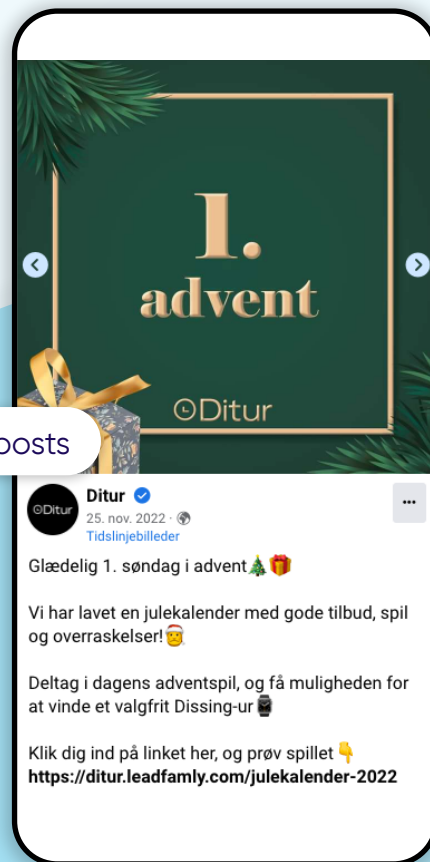 1.
advent
Ditur
posts
Ditur
Ditur
25. nov. 2022 ·
Tidslinjebilleder
Glædelig 1. søndag i advent🎄🎁
Vi har lavet en julekalender med gode tilbud, spil
og overraskelser!🎅
Deltag i dagens adventspil, og få muligheden for
at vinde et valgfrit Dissing-ur⌚
Klik dig ind på linket her, og prøv spillet👇
https://ditur.leadfamly.com/julekalender-2022